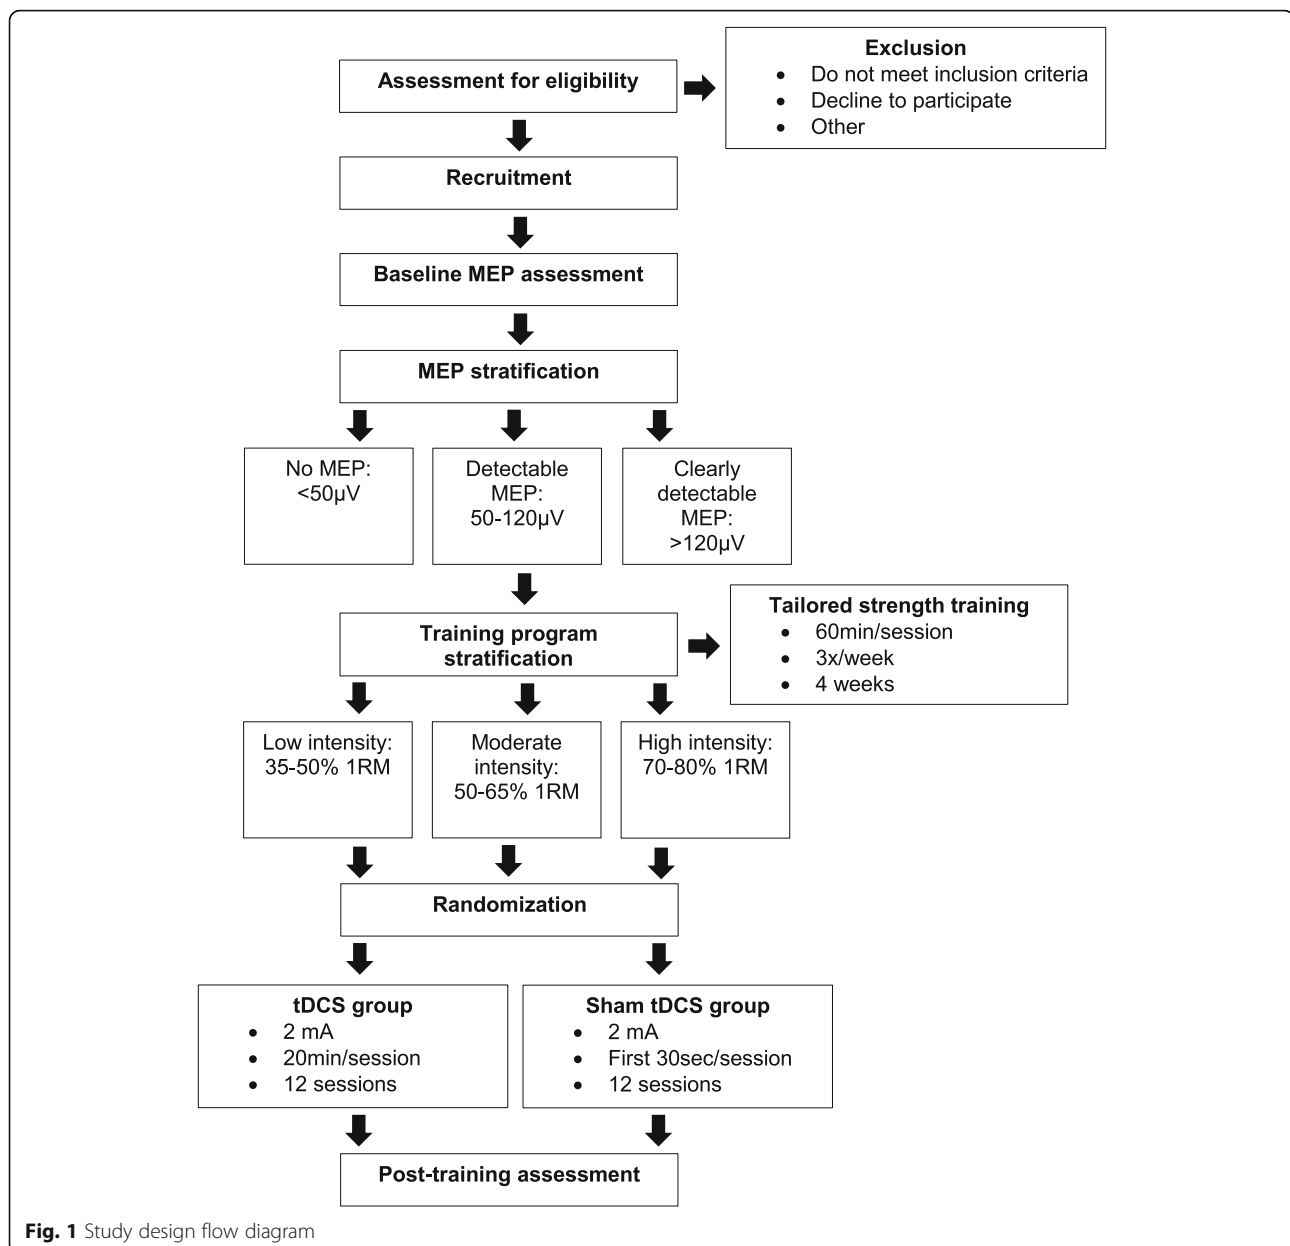 Assessment for eligibility
Exclusion
• Do not meet inclusion criteria
• Decline to participate
• Other
Recruitment
Baseline MEP assessment
MEP stratification
No MEP:
<50µV
Detectable
MEP:
50-120µV
Clearly
detectable
MEP:
>120µV
Training program
stratification
Tailored strength training
• 60min/session
• 3x/week
• 4 weeks
Low intensity:
35-50% 1RM
Moderate
intensity:
50-65% 1RM
High intensity:
70-80% 1RM
Randomization
tDCS group
• 2 mA
• 20min/session
• 12 sessions
Sham tDCS group
• 2 mA
• First 30sec/session
• 12 sessions
Post-training assessment
Fig. 1 Study design flow diagram